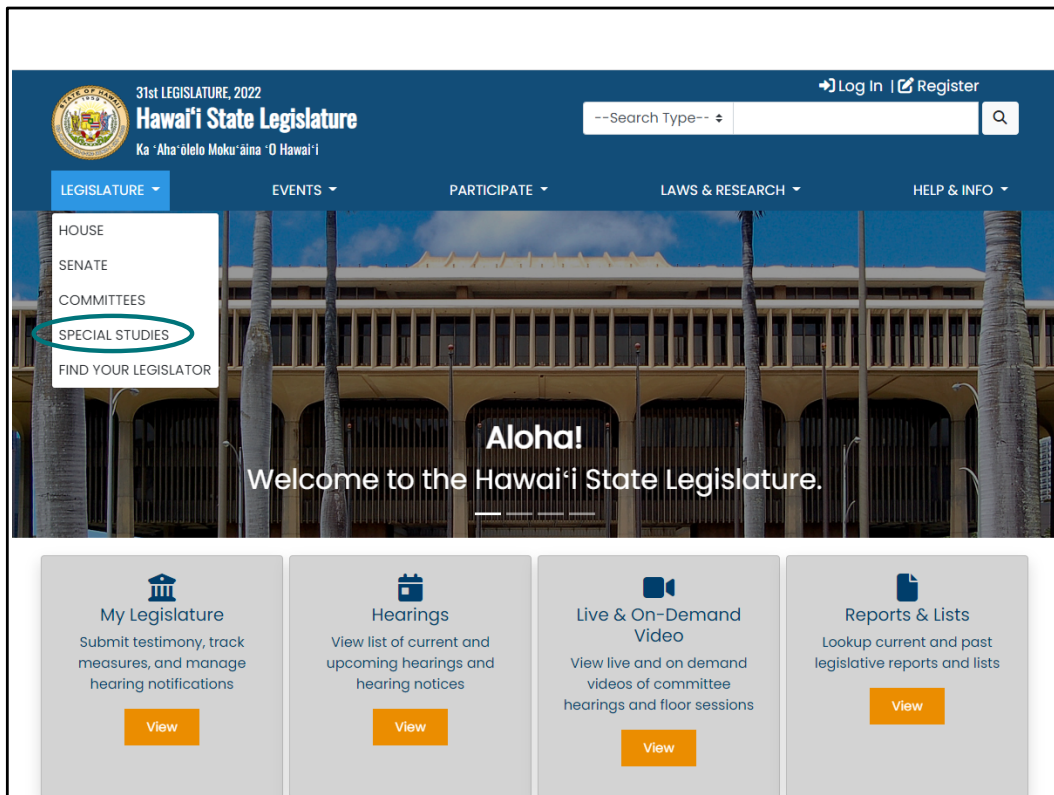 31st LEGISLATURE, 2022
Hawaiʻi State Legislature
Ka ʻAhaʻōlelo Mokuʻāina ʻO Hawaiʻi
Log In | Register
--Search Type--
LEGISLATURE
EVENTS
PARTICIPATE
LAWS & RESEARCH
HELP & INFO
HOUSE
SENATE
COMMITTEES
SPECIAL STUDIES
FIND YOUR LEGISLATOR
Aloha!
Welcome to the Hawaiʻi State Legislature.
My Legislature
Submit testimony, track
measures, and manage
hearing notifications
View
Hearings
View list of current and
upcoming hearings and
hearing notices
View
Live & On-Demand
Video
View live and on demand
videos of committee
hearings and floor sessions
View
Reports & Lists
Lookup current and past
legislative reports and lists
View